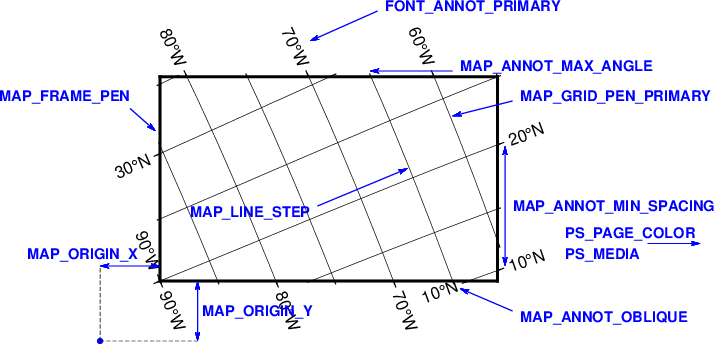 FONT_ANNOT_PRIMARY
80°W
70°W
60°W
MAP_ANNOT_MAX_ANGLE
MAP_FRAME_PEN
MAP_GRID_PEN_PRIMARY
20°N
30°N
MAP_LINE_STEP
MAP_ANNOT_MIN_SPACING
PS_PAGE_COLOR
PS_MEDIA
90°W
MAP_ORIGIN_X
10°N
10°N
90°W
80°W
70°W
MAP_ORIGIN_Y
MAP_ANNOT_OBLIQUE